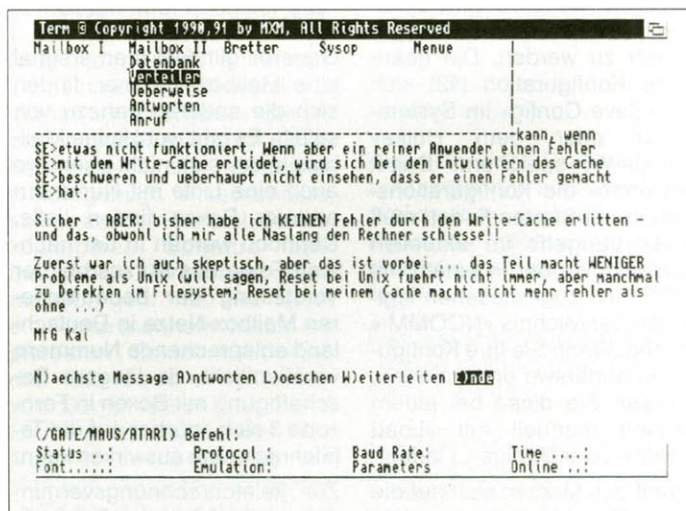 Term © Copyright 1990,91 by MXM, All Rights Reserved
Mailbox I Mailbox II Bretter Sysop Menue
Datenbank
Verteilen
Ueberweise
Antworten
Anruf
kann, wenn
SE>etwas nicht funktioniert. Wenn aber ein reiner Anwender einen Fehler
SE>mit dem Write-Cache erleidet, wird sich bei den Entwicklern des Cache
SE>beschweren und ueberhaupt nicht einsehen, dass er einen Fehler gemacht
SE>hat.
Sicher - ABER: bisher habe ich KEINEN Fehler durch den Write-Cache erlitten -
und das, obwohl ich mir alle Naslang den Rechner schiesse!!.
Zuerst war ich auch skeptisch, aber das ist vorbei ... das Teil macht WENIGER
Probleme als Unix (will sagen, Reset bei Unix fuehrt nicht immer, aber manchmal
zu Defekten im Filesystem; Reset bei meinem Cache macht nicht mehr Fehler als
ohne ...)
MfG Kai
N)aechste Message A)ntworten L)oeschen W)eiterleiten E)nde
(/GATE/MAUS/ATARI) Befehl:
Status ..: Protocol : Baud Rate: Time ....:
Font.....: Emulation: Parameters Online ..: